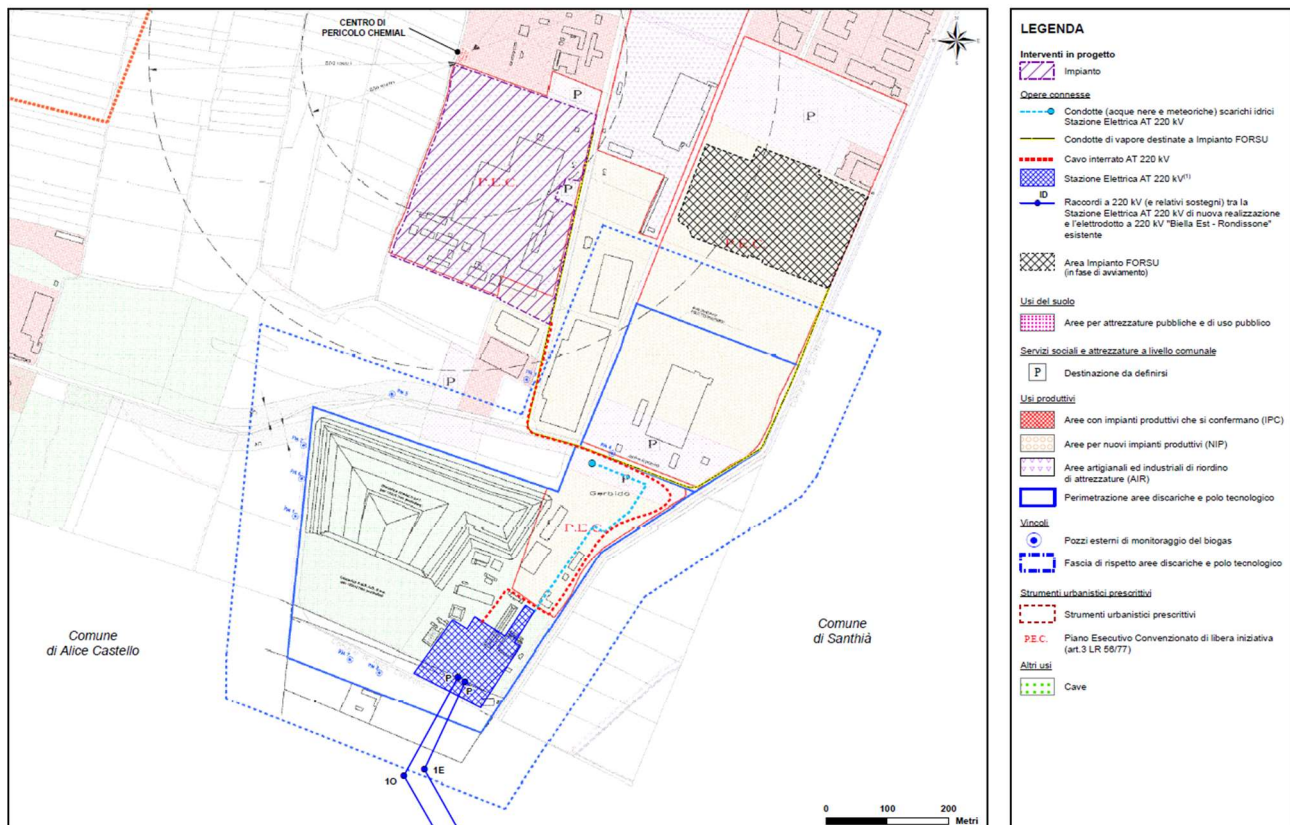 CENTRO DI
PERICOLO CHEMIAL
P
P
P.E.C.
P
P.E.C.
P
P
P
Gerbido
P.E.C.
Comune
di Alice Castello
Comune
di Santhià
P
P
1O
1E
0 100 200
Metri
LEGENDA
Interventi in progetto
Impianto
Opere connesse
Condotte (acque nere e meteoriche) scarichi idrici
Stazione Elettrica AT 220 kV
Condotte di vapore destinate a Impianto FORSU
Cavo interrato AT 220 kV
Stazione Elettrica AT 220 kV(1)
ID
Raccordi a 220 kV (e relativi sostegni) tra la
Stazione Elettrica AT 220 kV di nuova realizzazione
e l'elettrodotto a 220 kV "Biella Est - Rondissone"
esistente
Area Impianto FORSU
(in fase di avviamento)
Usi del suolo
Aree per attrezzature pubbliche e di uso pubblico
Servizi sociali e attrezzature a livello comunale
P Destinazione da definirsi
Usi produttivi
Aree con impianti produttivi che si confermano (IPC)
Aree per nuovi impianti produttivi (NIP)
Aree artigianali ed industriali di riordino
di attrezzature (AIR)
Perimetrazione aree discariche e polo tecnologico
Vincoli
Pozzi esterni di monitoraggio del biogas
Fascia di rispetto aree discariche e polo tecnologico
Strumenti urbanistici prescrittivi
Strumenti urbanistici prescrittivi
P.E.C. Piano Esecutivo Convenzionato di libera iniziativa
(art.3 LR 56/77)
Altri usi
Cave